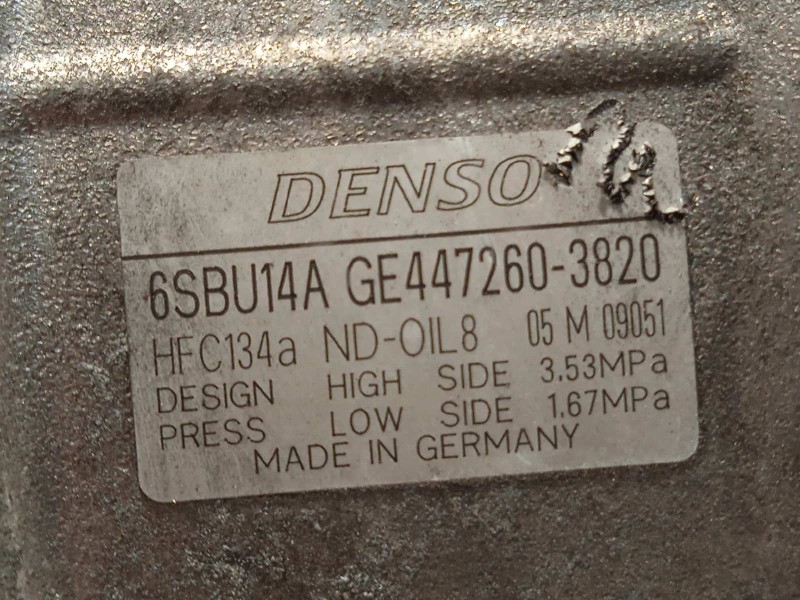 DENSO
6SBU14A GE447260-3820
HFC134a ND-OIL8 05 M 09051
DESIGN HIGH SIDE 3.53MPa
PRESS LOW SIDE 1.67MPa
MADE IN GERMANY